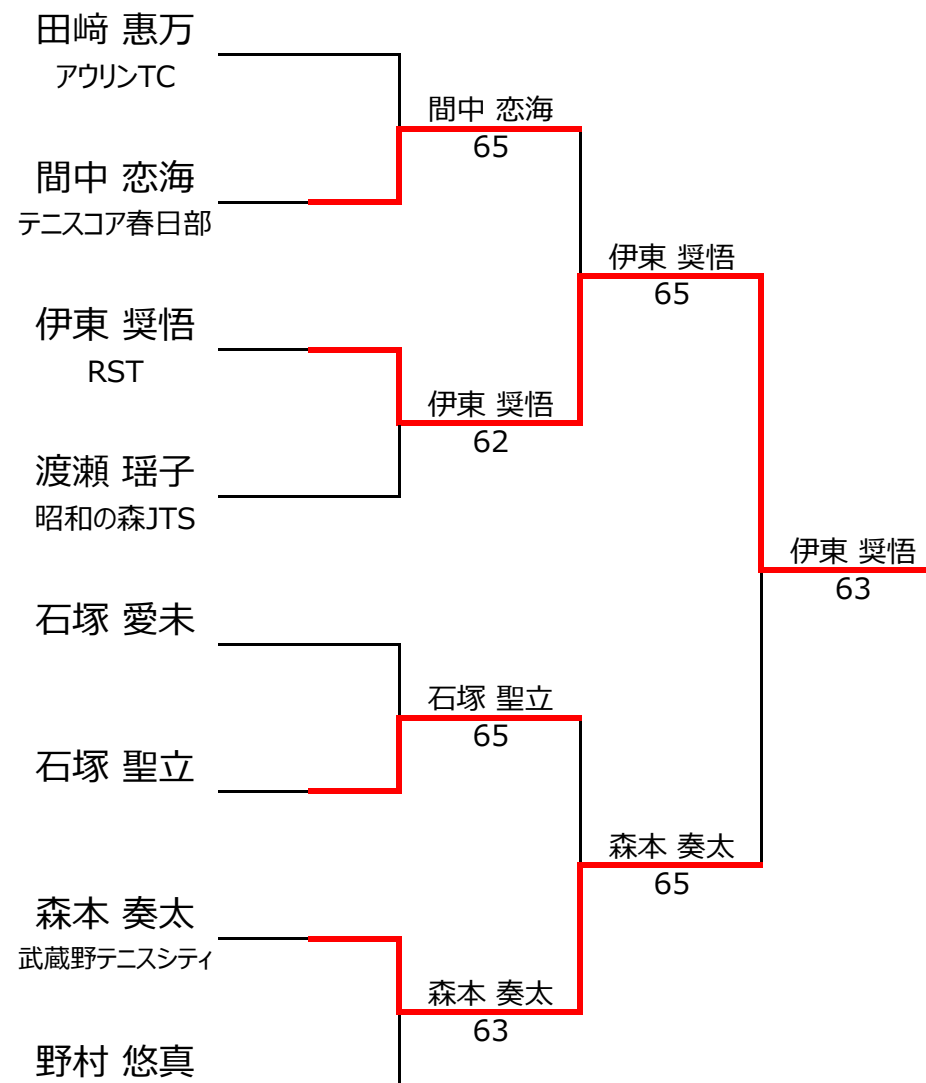 田﨑 惠万
アウリンTC
間中 恋海
65
間中 恋海
テニスコア春日部
伊東 奨悟
65
伊東 奨悟
RST
伊東 奨悟
62
渡瀬 瑶子
昭和の森JTS
伊東 奨悟
63
石塚 愛未
石塚 聖立
65
石塚 聖立
森本 奏太
65
森本 奏太
武蔵野テニスシティ
森本 奏太
63
野村 悠真